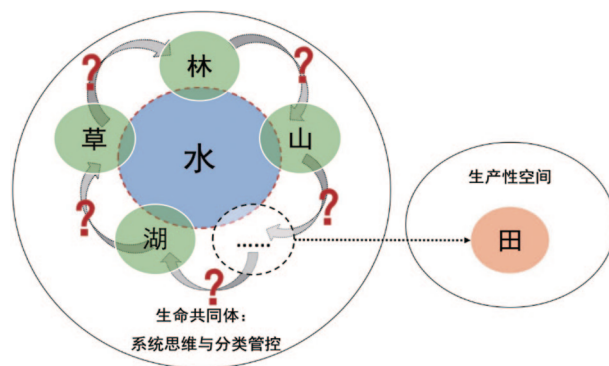 ?
林
?
草
水
山
生产性空间
?
湖
……
?
田
?
生命共同体：
系统思维与分类管控